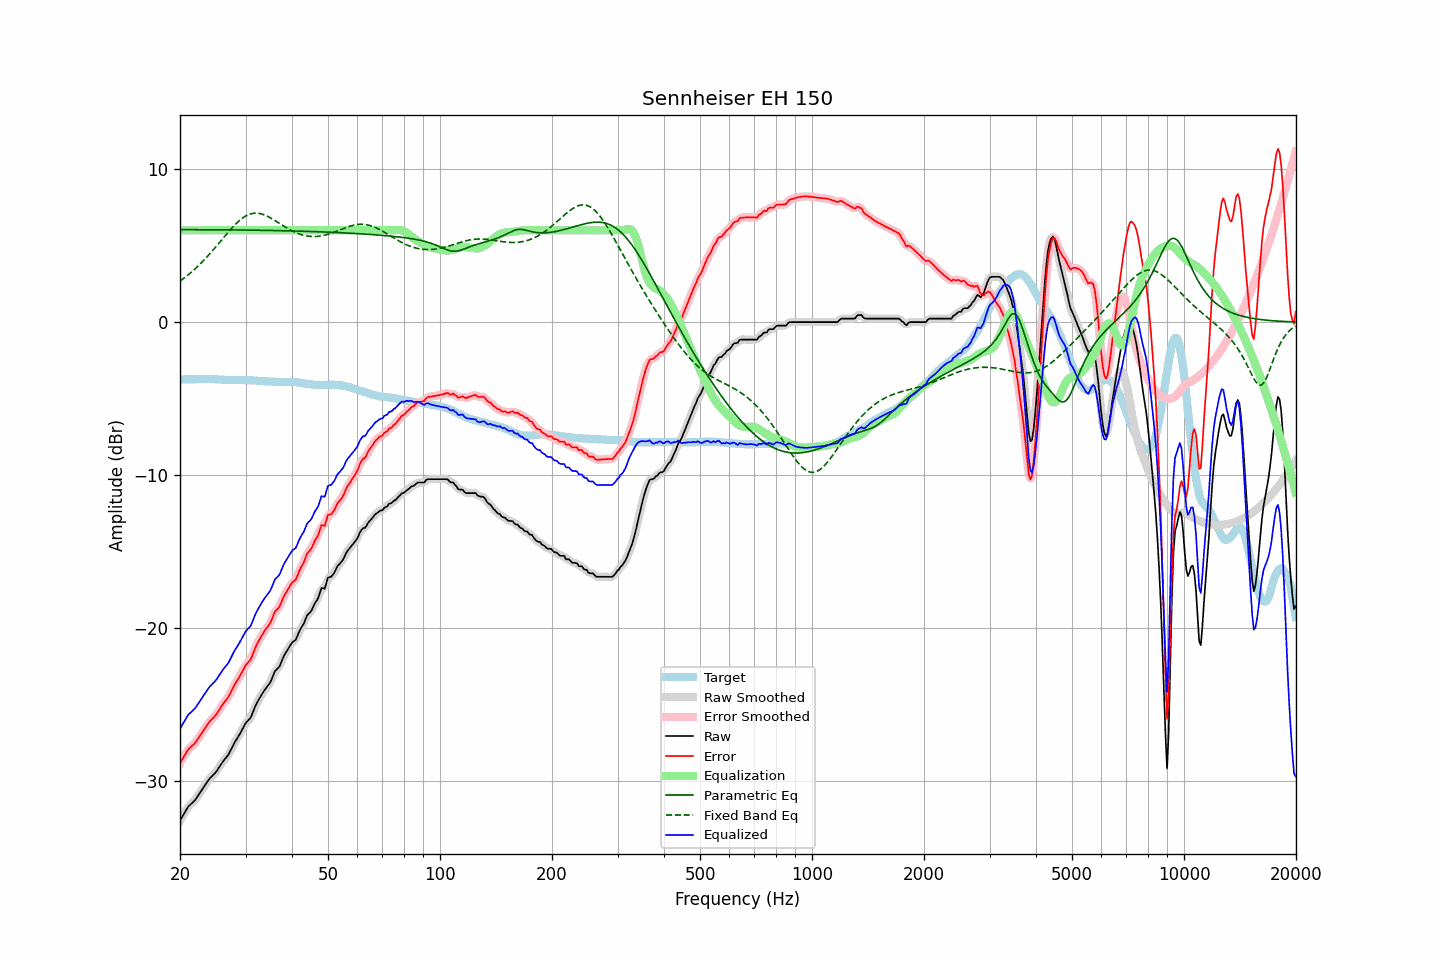 Sennheiser EH 150
Amplitude (dBr)
10
0
−10
−20
−30
Target
Raw Smoothed
Error Smoothed
Raw
Error
Equalization
Parametric Eq
Fixed Band Eq
Equalized
20 50 100 200 500 1000 2000 5000 10000 20000
Frequency (Hz)